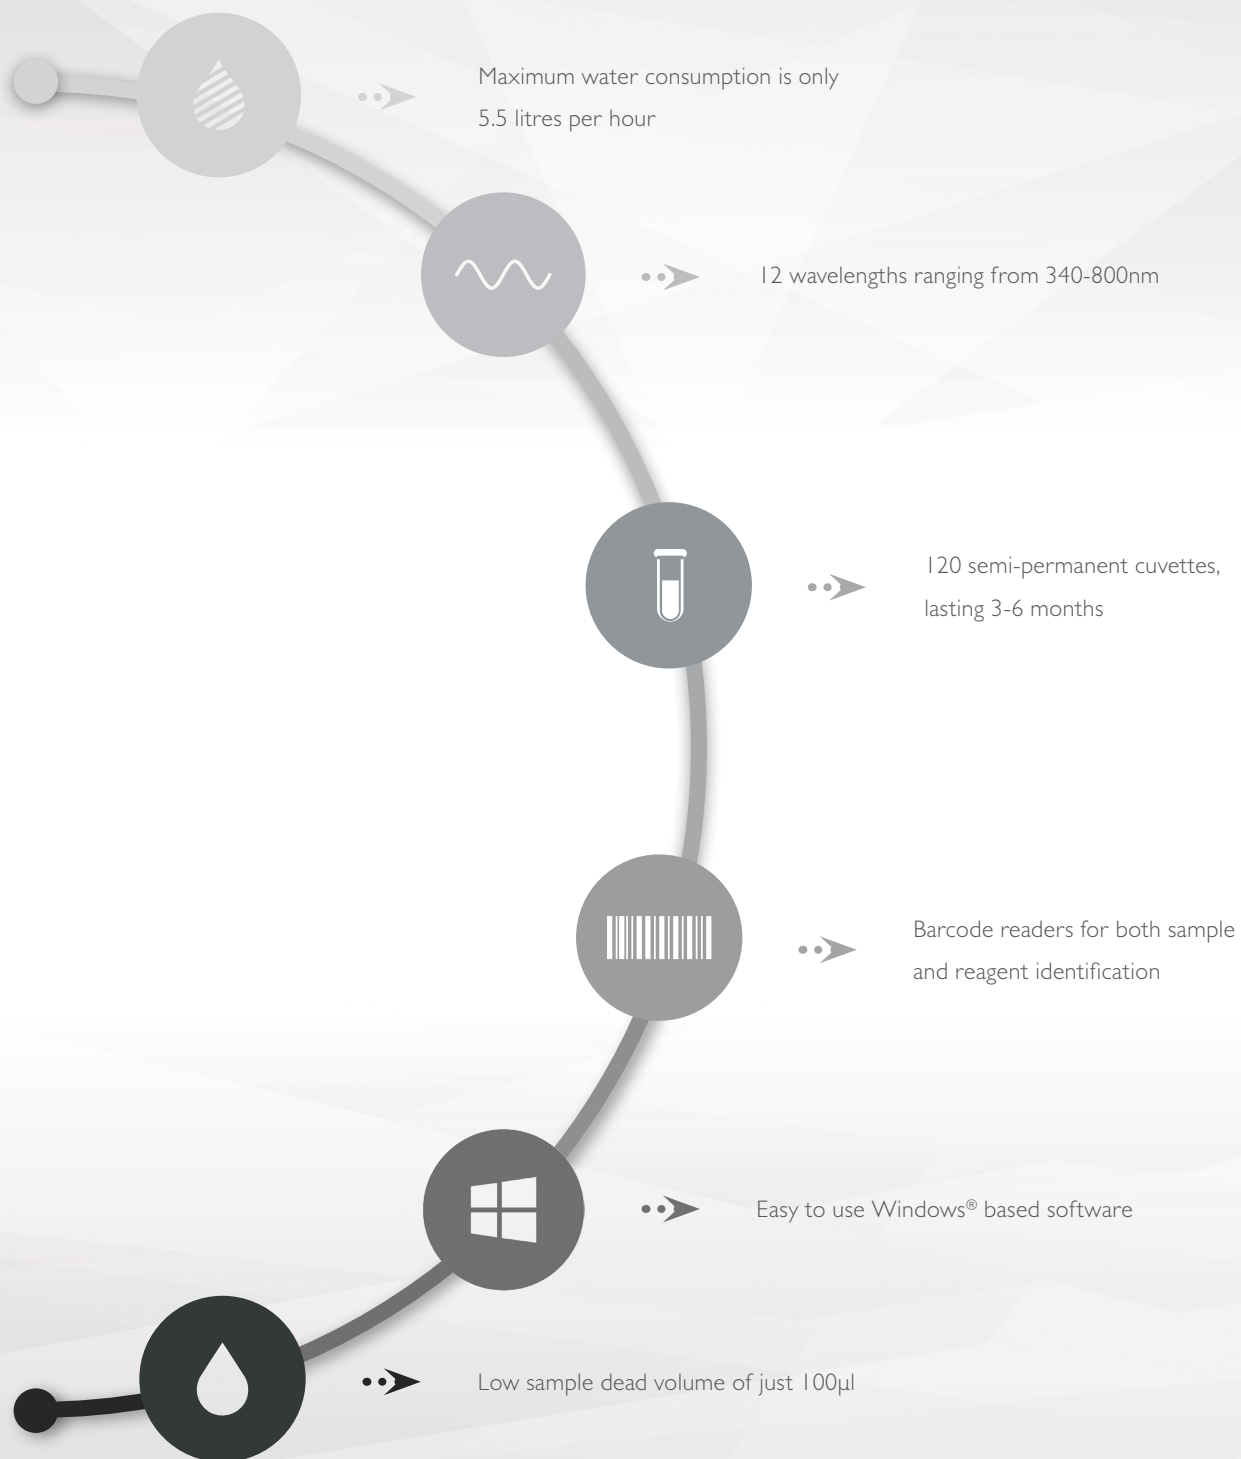 Maximum water consumption is only
5.5 litres per hour
12 wavelengths ranging from 340-800nm
120 semi-permanent cuvettes,
lasting 3-6 months
Barcode readers for both sample
and reagent identification
Easy to use Windows® based software
Low sample dead volume of just 100µl